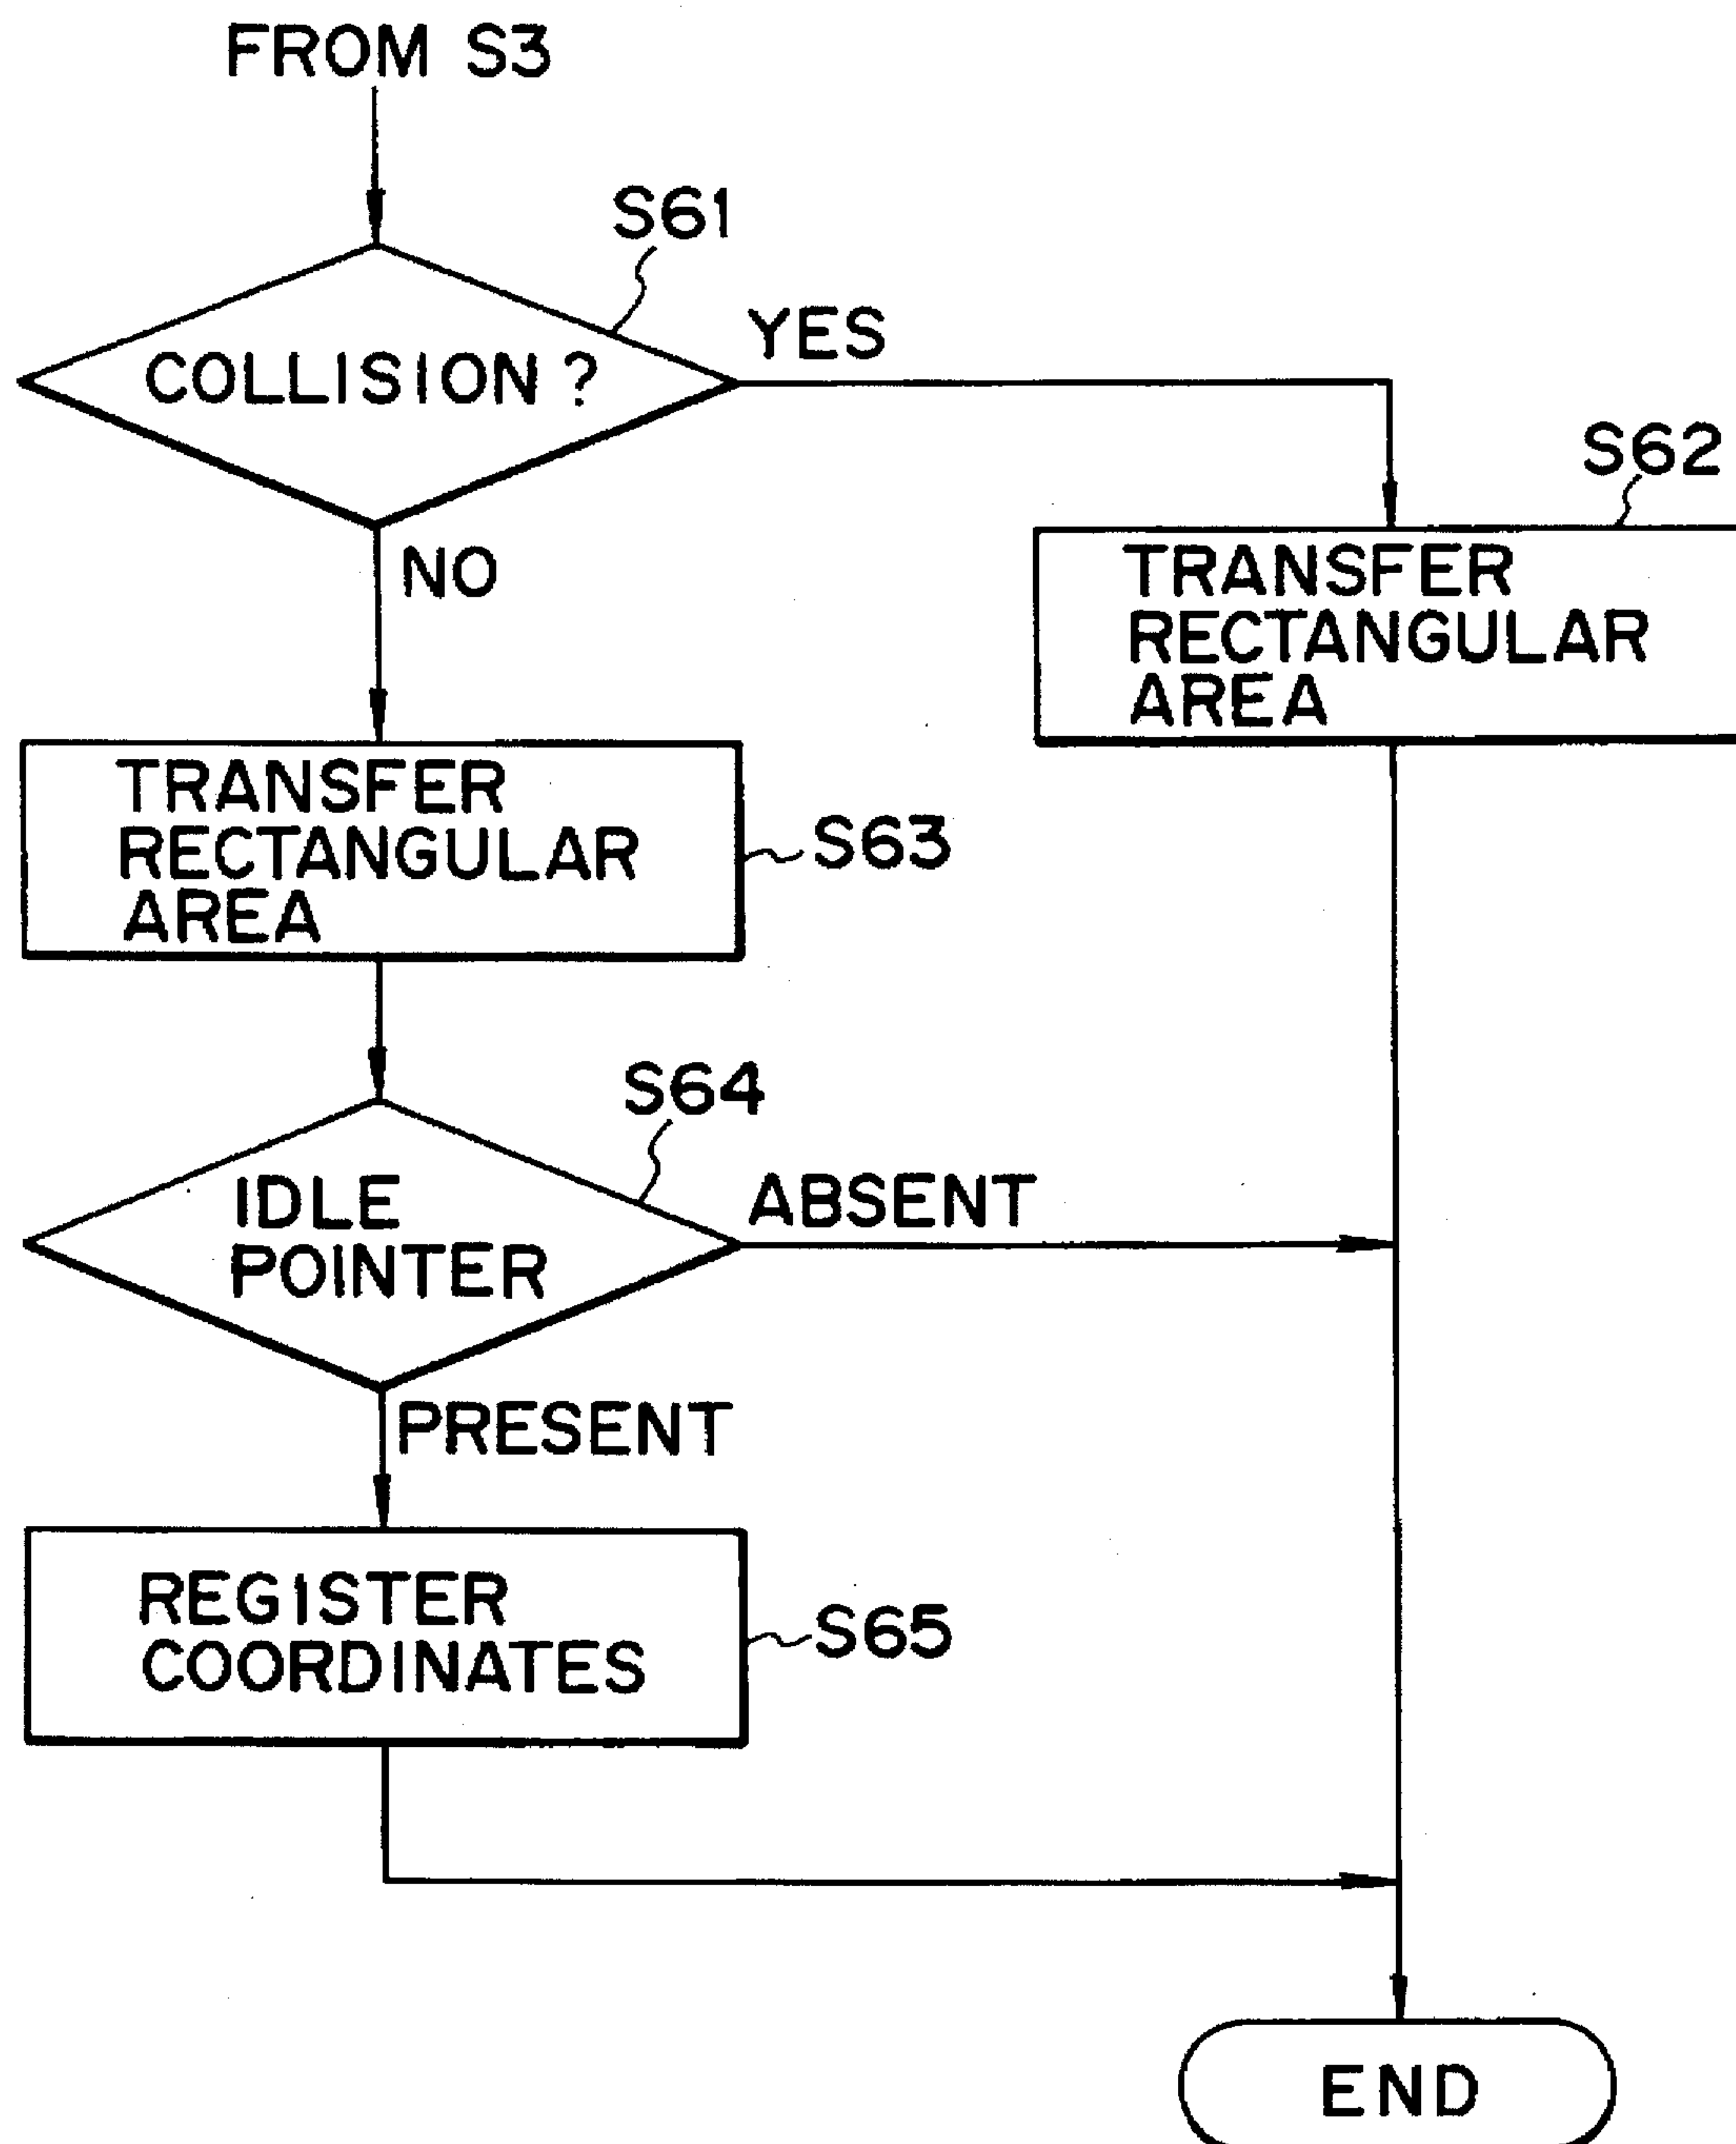 FROM S3
S61
COLLISION?
YES
S62
NO
TRANSFER
RECTANGULAR
AREA
TRANSFER
RECTANGULAR
AREA
S63
S64
IDLE
POINTER
ABSENT
PRESENT
REGISTER
COORDINATES
S65
END